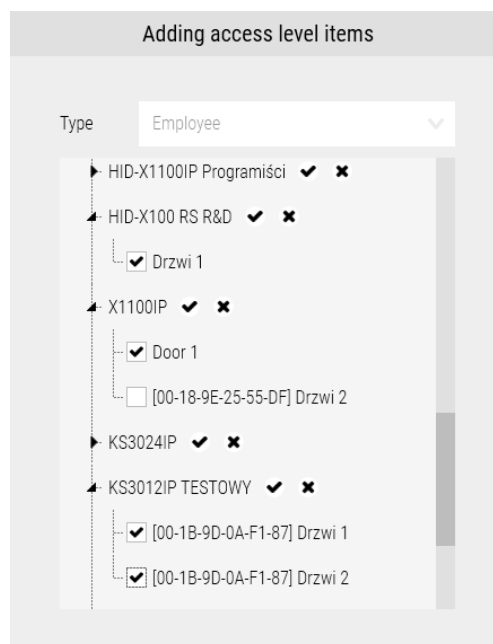 Adding access level items
Type
Employee
HID-X1100IP Programiści
HID-X100 RS R&D
Drzwi 1
X1100IP
Door 1
[00-18-9E-25-55-DF] Drzwi 2
KS3024IP
KS3012IP TESTOWY
[00-1B-9D-0A-F1-87] Drzwi 1
[00-1B-9D-0A-F1-87] Drzwi 2